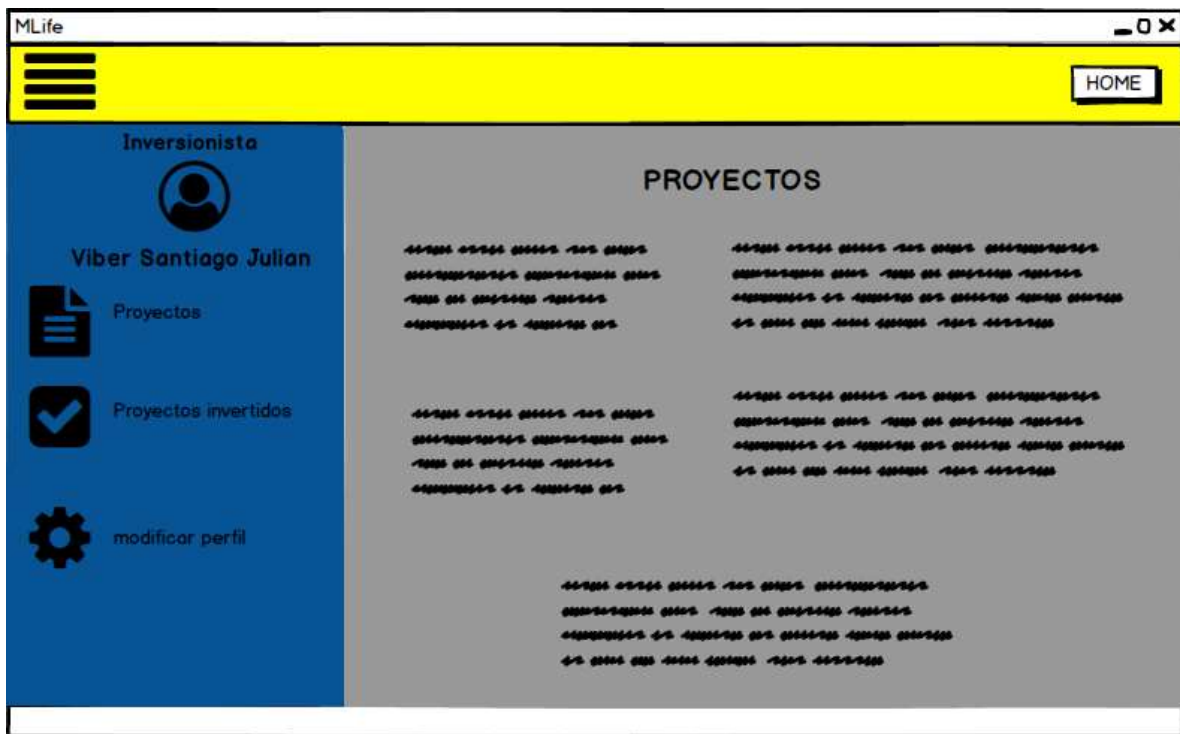 MLife
HOME
Inversionista
Viber Santiago Julian
Proyectos
Proyectos invertidos
modificar perfil
PROYECTOS